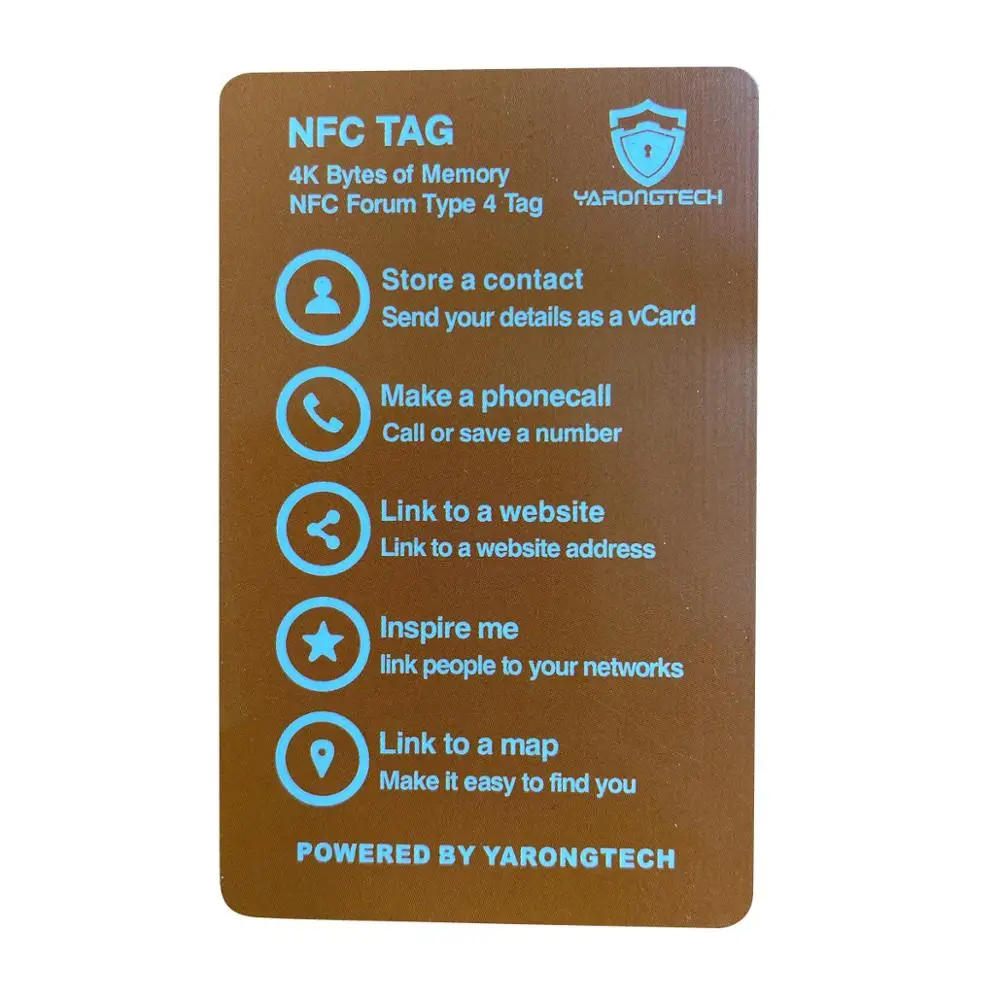 NFC TAG
4K Bytes of Memory
NFC Forum Type 4 Tag
YARONGTECH
Store a contact
Send your details as a vCard
Make a phonecall
Call or save a number
Link to a website
Link to a website address
Inspire me
link people to your networks
Link to a map
Make it easy to find you
POWERED BY YARONGTECH